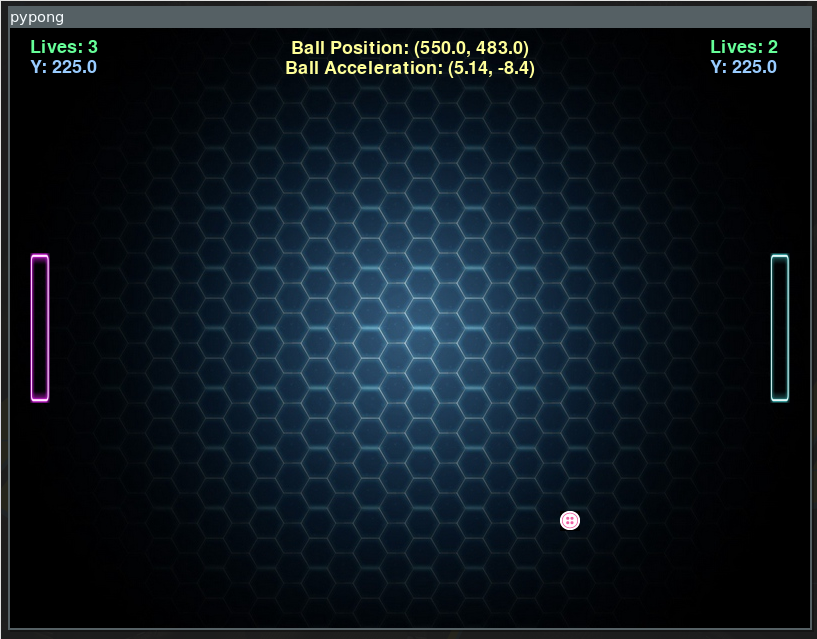 pypong
Lives: 3
Y: 225.0
Ball Position: (550.0, 483.0)
Ball Acceleration: (5.14, -8.4)
Lives: 2
Y: 225.0